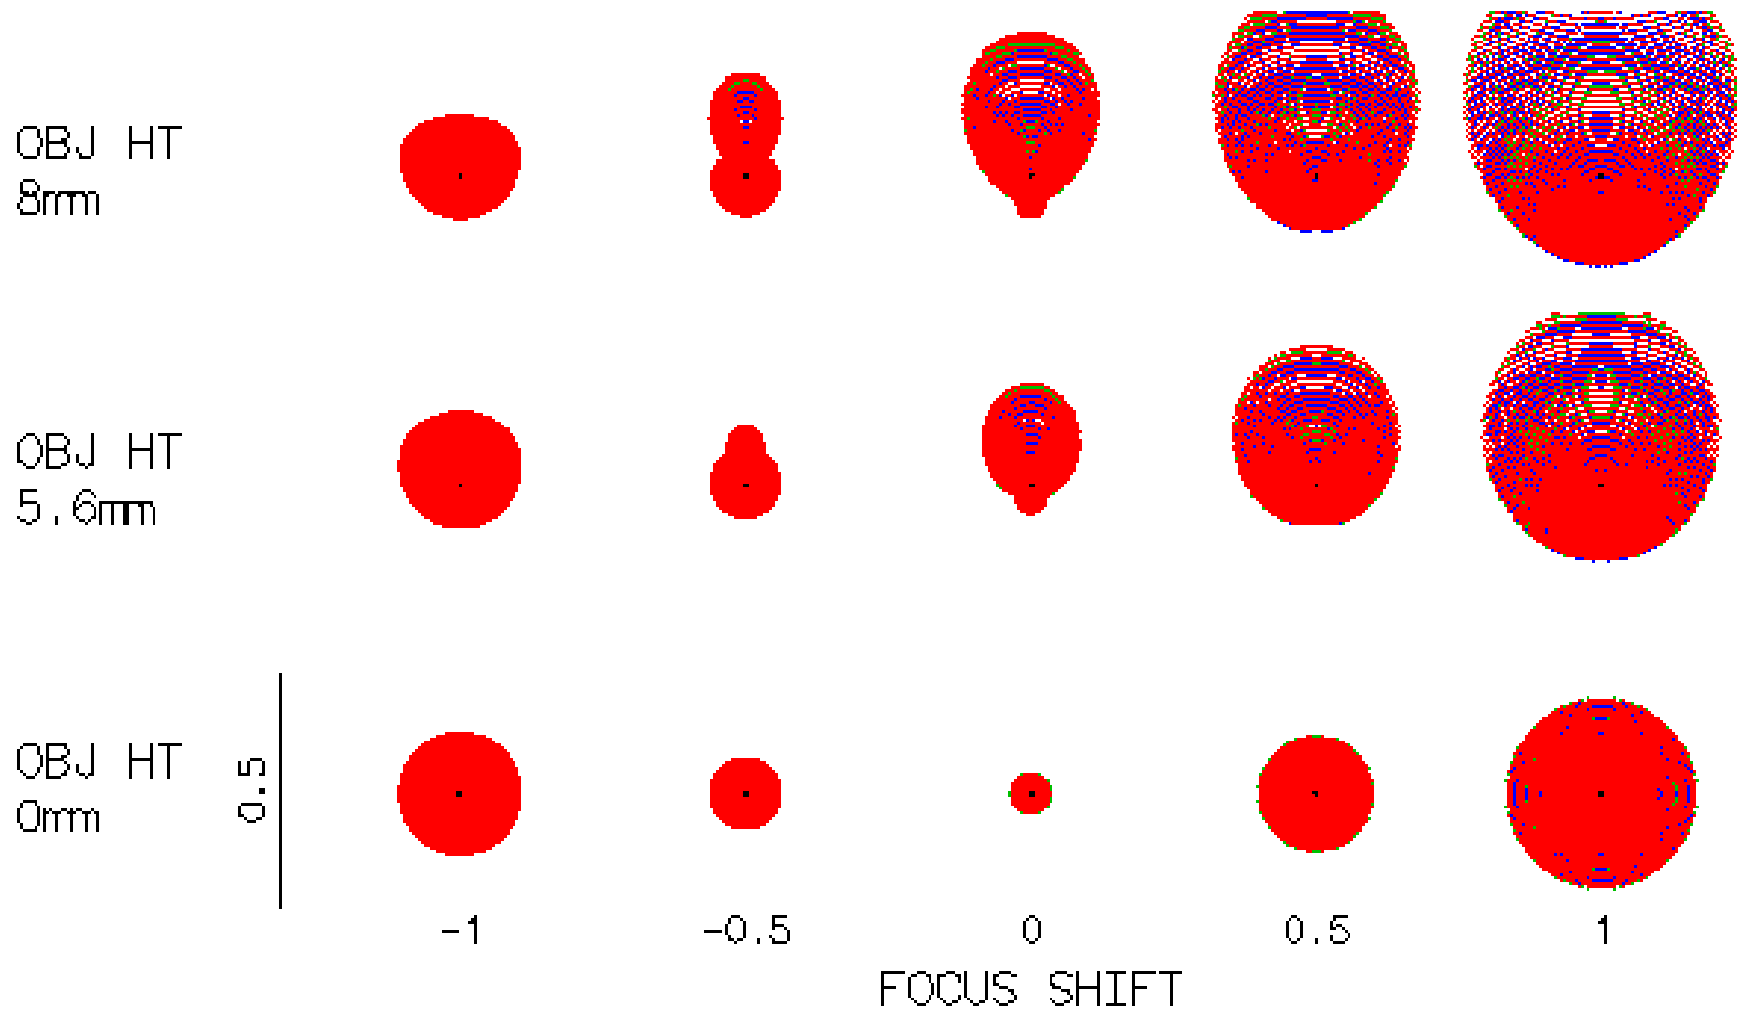 OBJ HT
8mm
OBJ HT
5.6mm
OBJ HT
0mm
0.5
-1 -0.5 0 0.5 1
FOCUS SHIFT